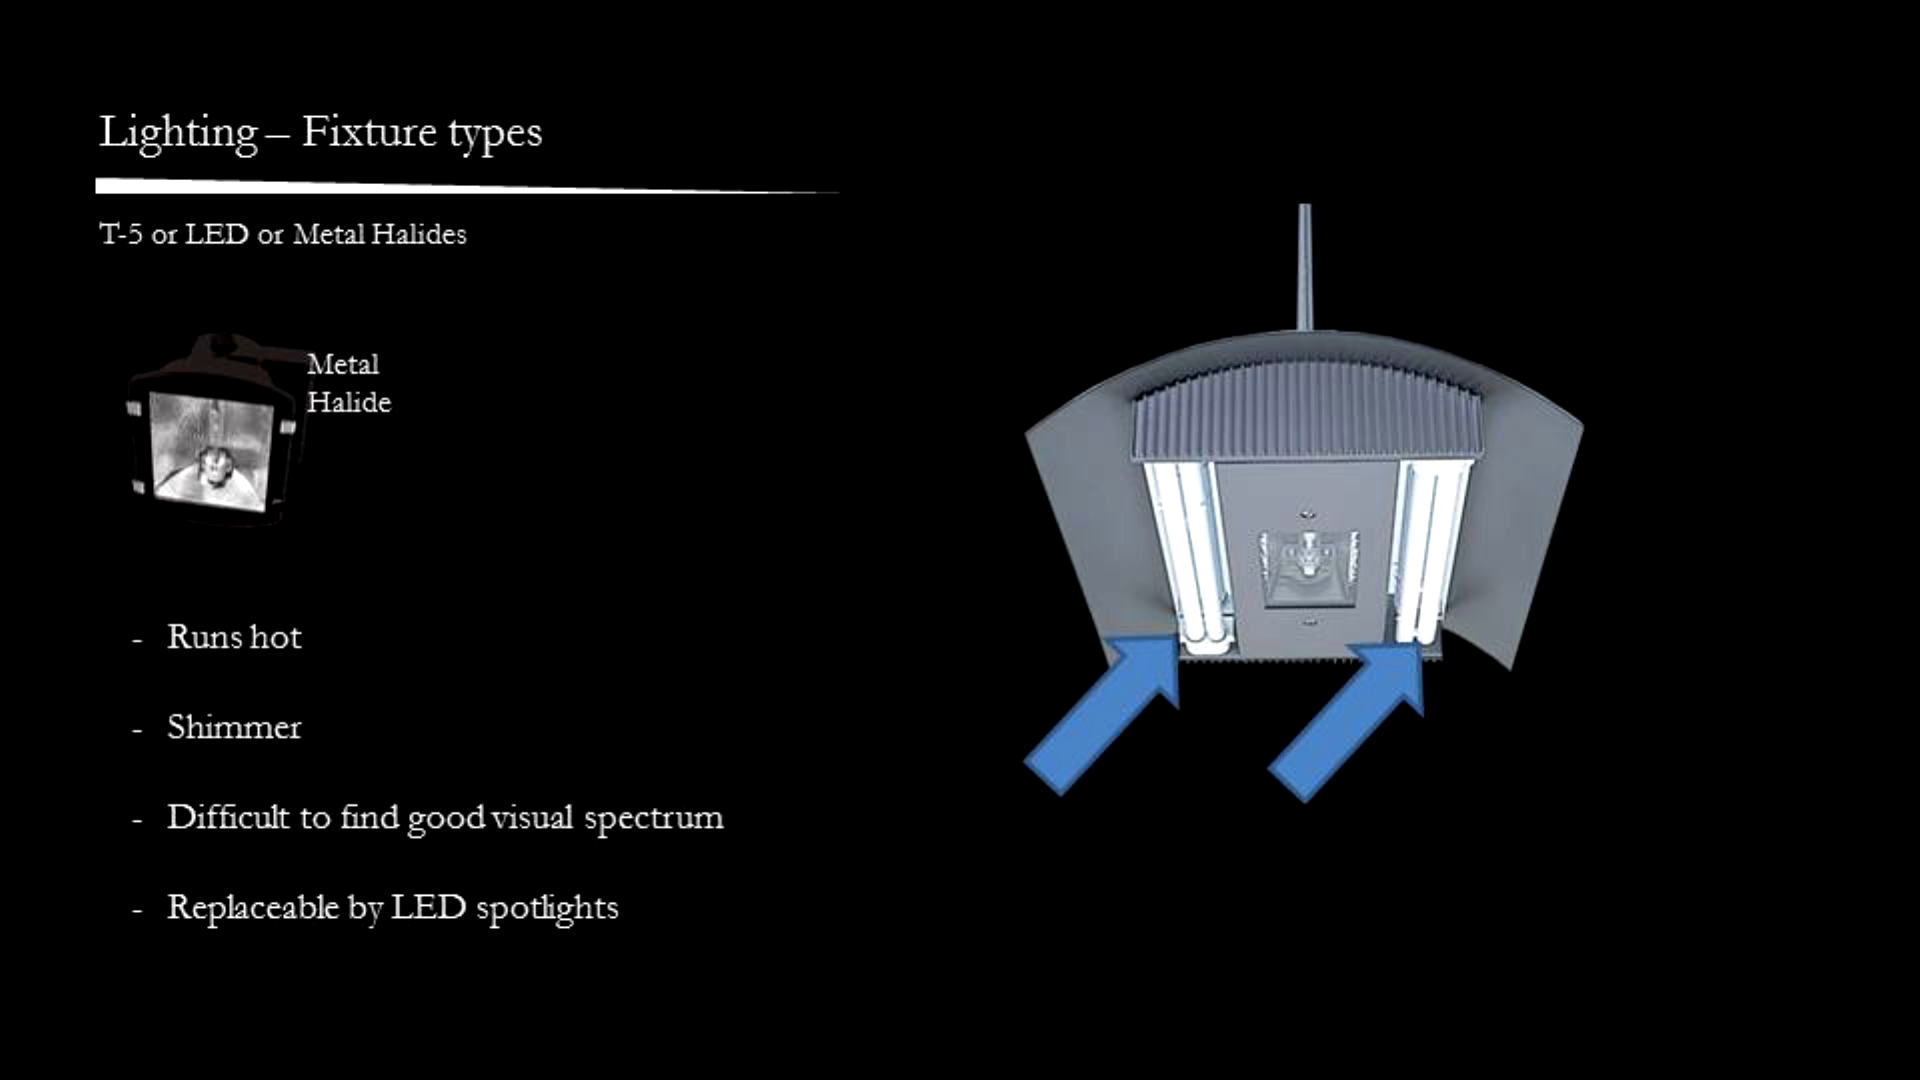 Lighting – Fixture types
T-5 or LED or Metal Halides
Metal
Halide
- Runs hot
- Shimmer
- Difficult to find good visual spectrum
- Replaceable by LED spotlights